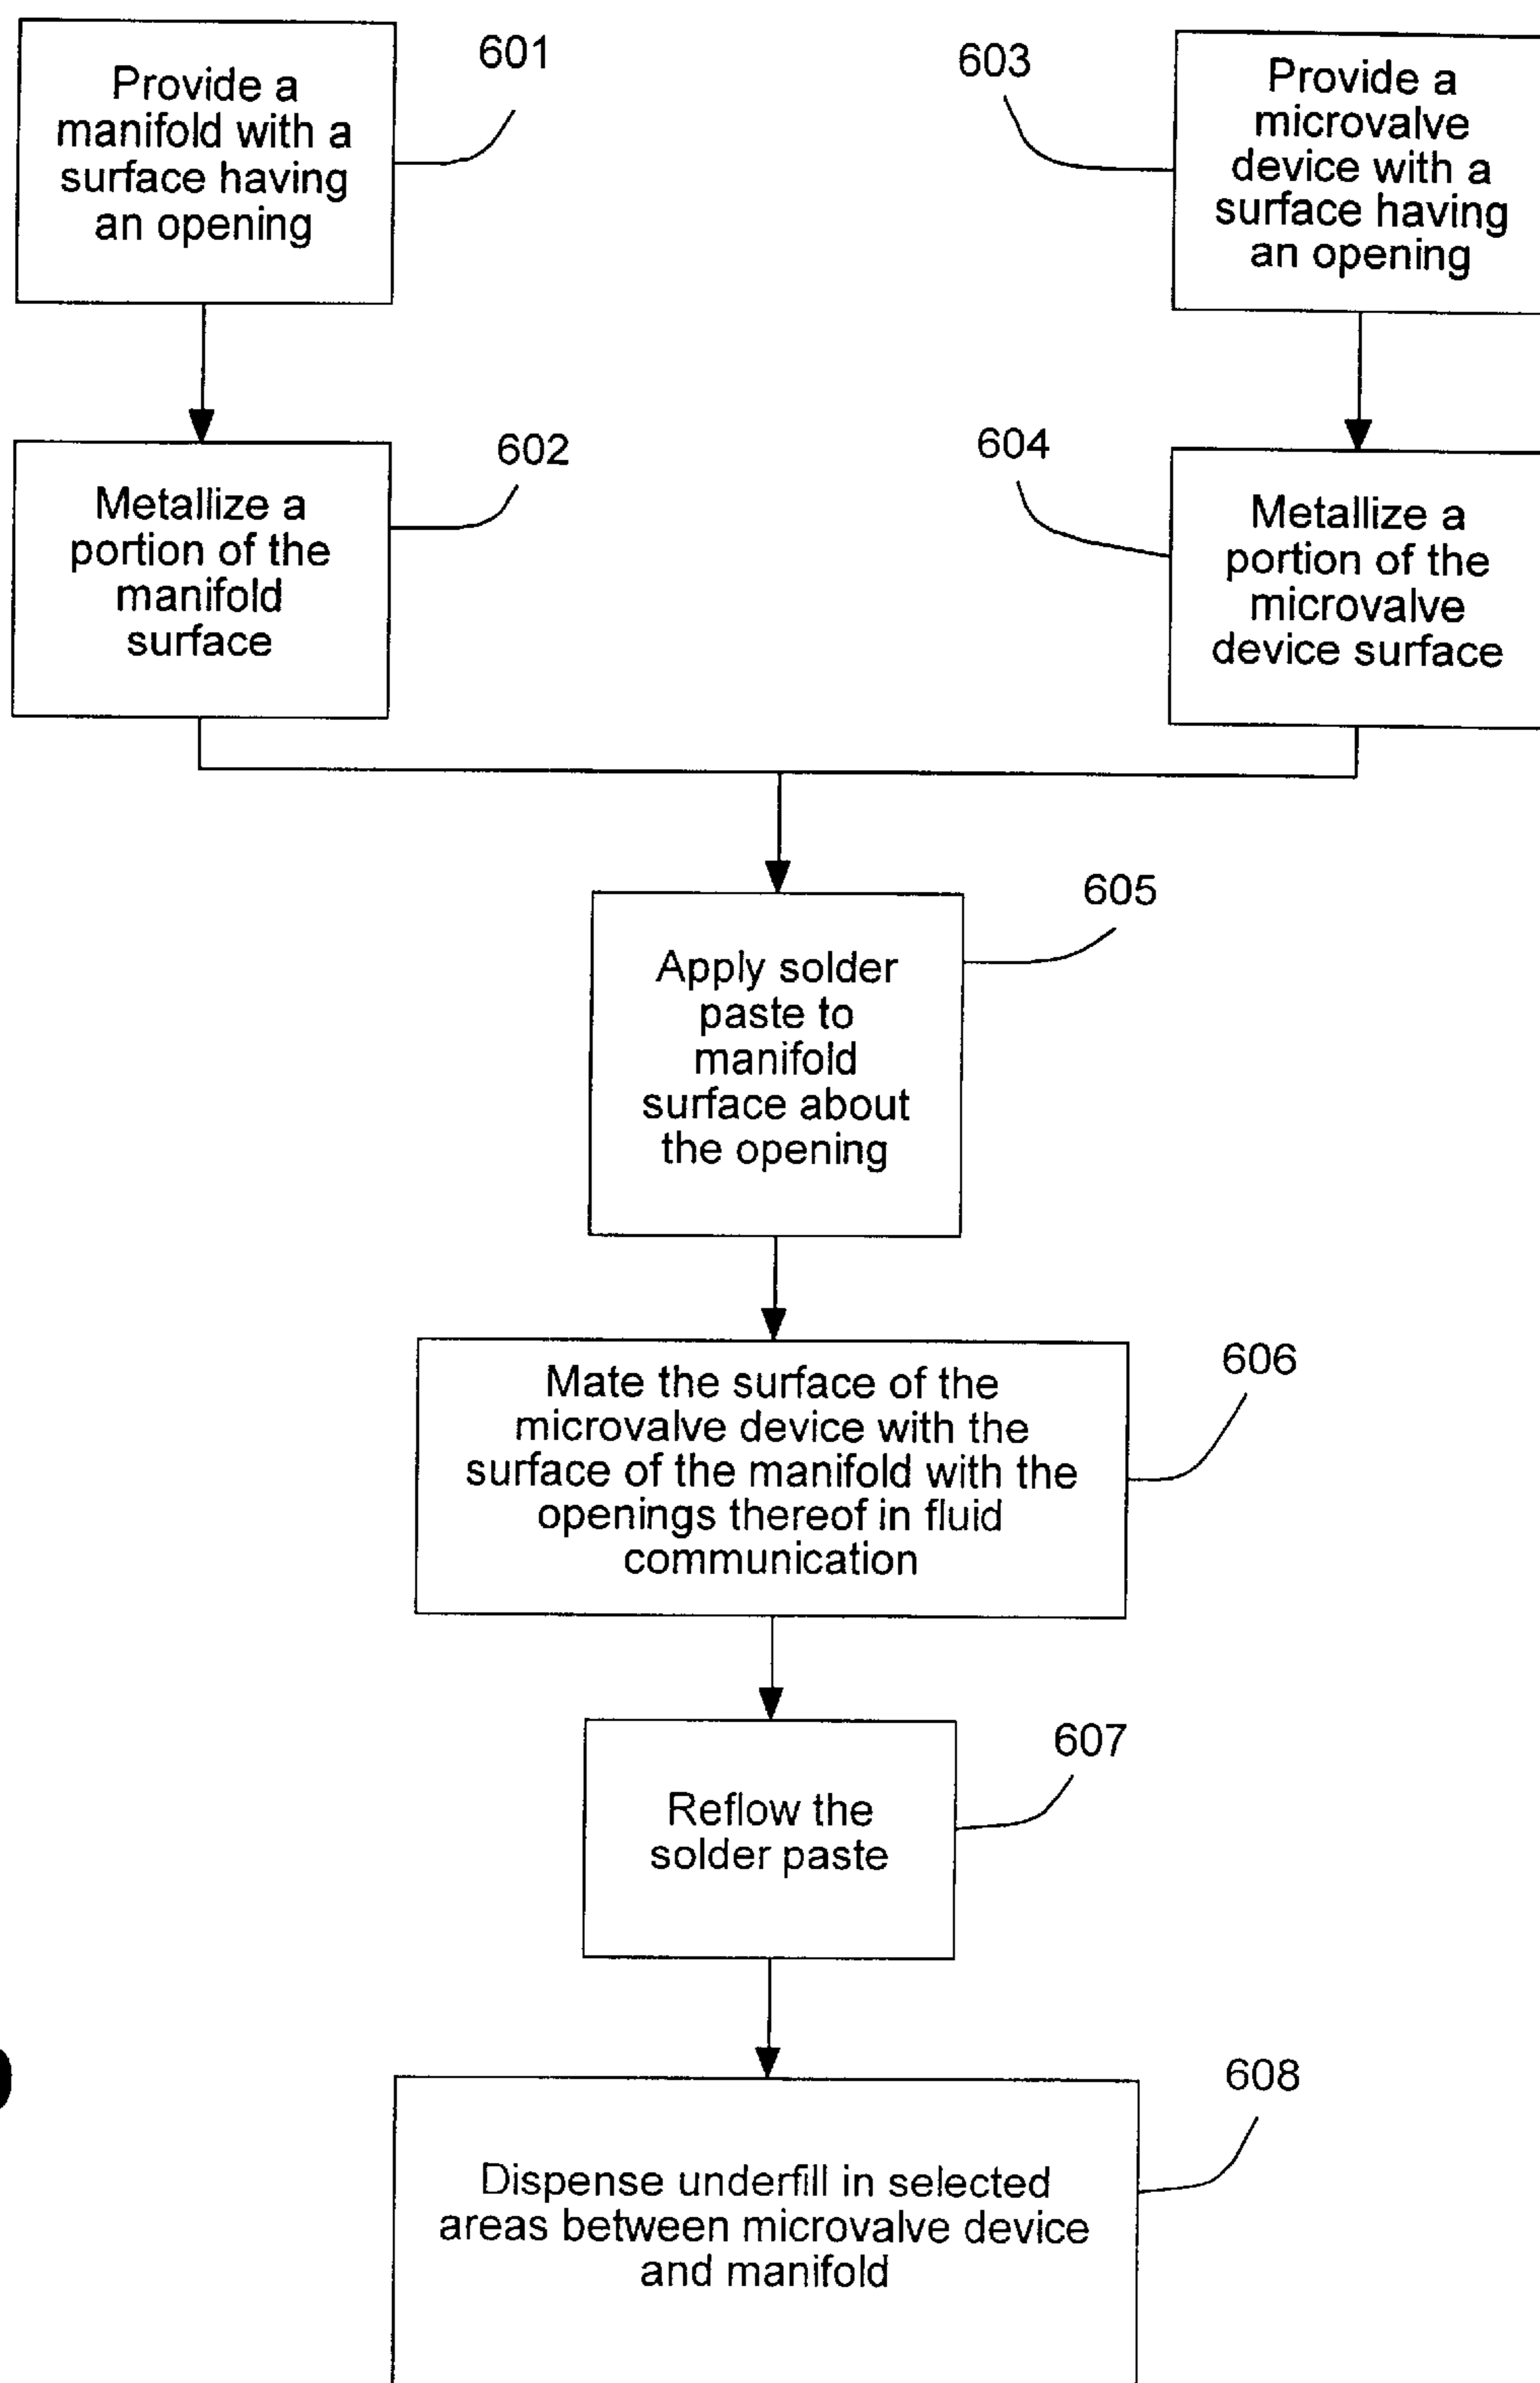 Provide a
manifold with a
surface having
an opening
601
603
Provide a
microvalve
device with a
surface having
an opening
Metallize a
portion of the
manifold
surface
602
604
Metallize a
portion of the
microvalve
device surface
605
Apply solder
paste to
manifold
surface about
the opening
606
Mate the surface of the
microvalve device with the
surface of the manifold with the
openings thereof in fluid
communication
607
Reflow the
solder paste
608
Dispense underfill in selected
areas between microvalve device
and manifold